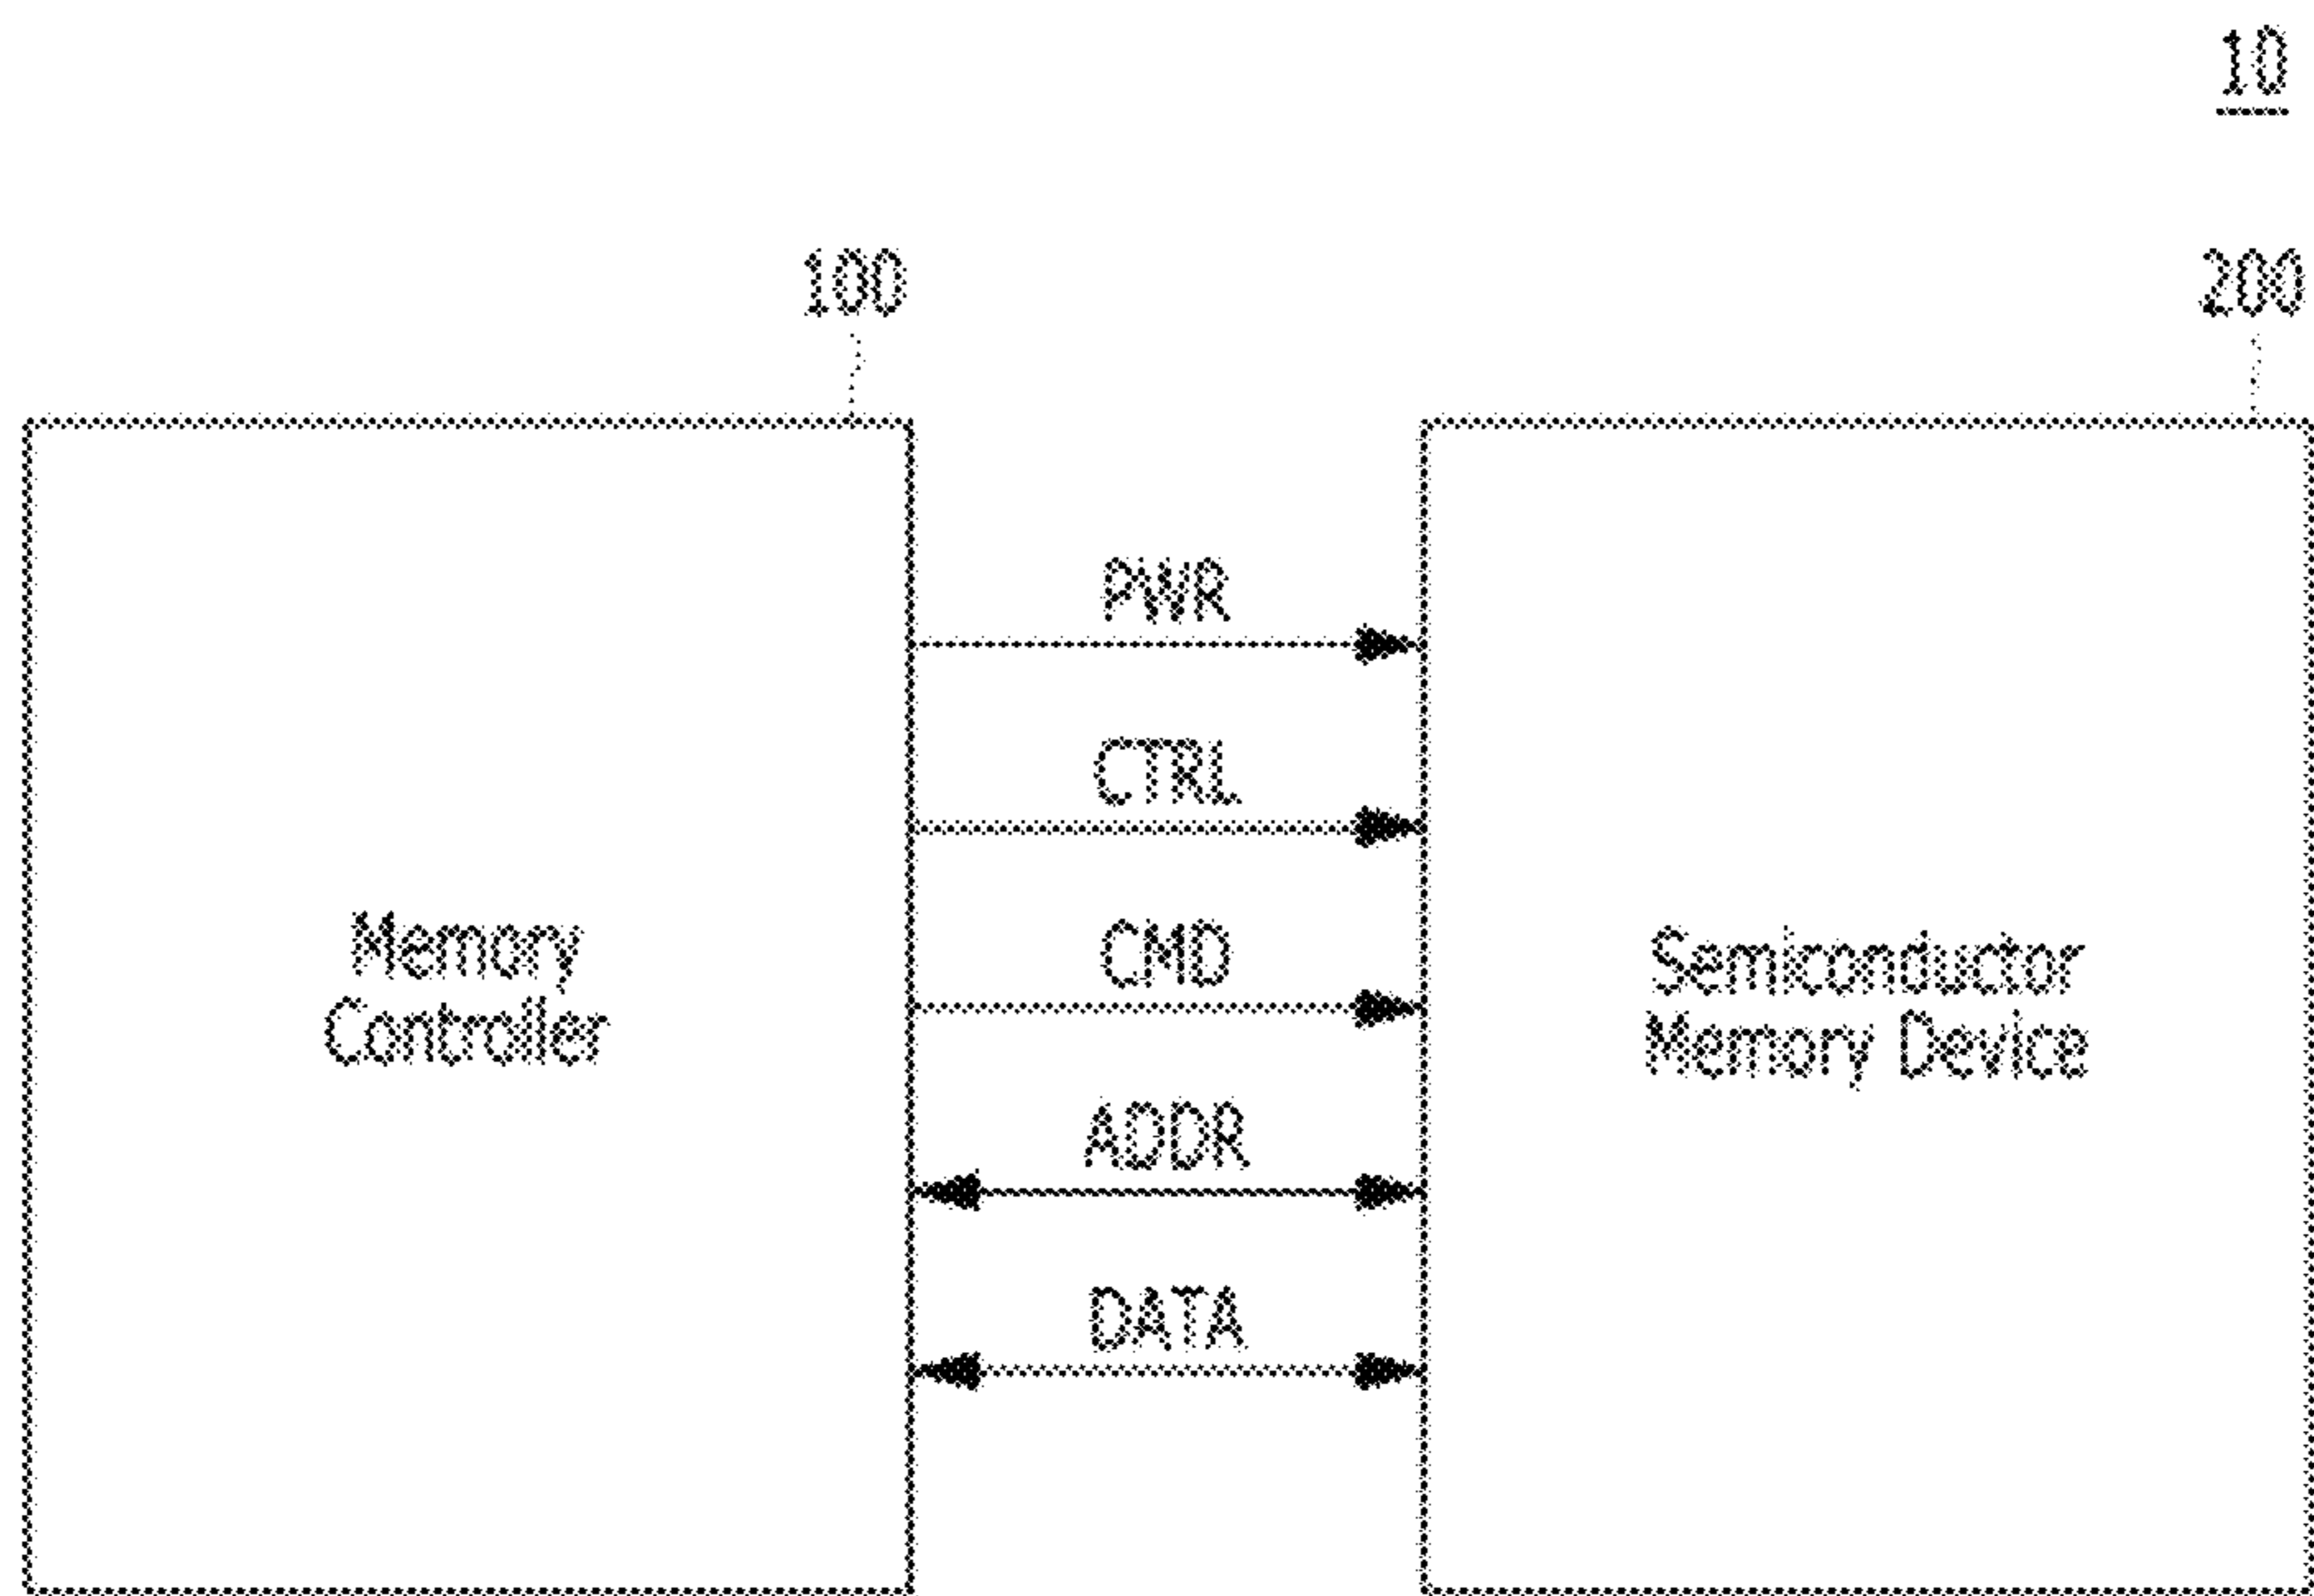 10
100
200
PWR
CTRL
CMD
ADDR
DATA
Memory
Controller
Semiconductor
Memory Device